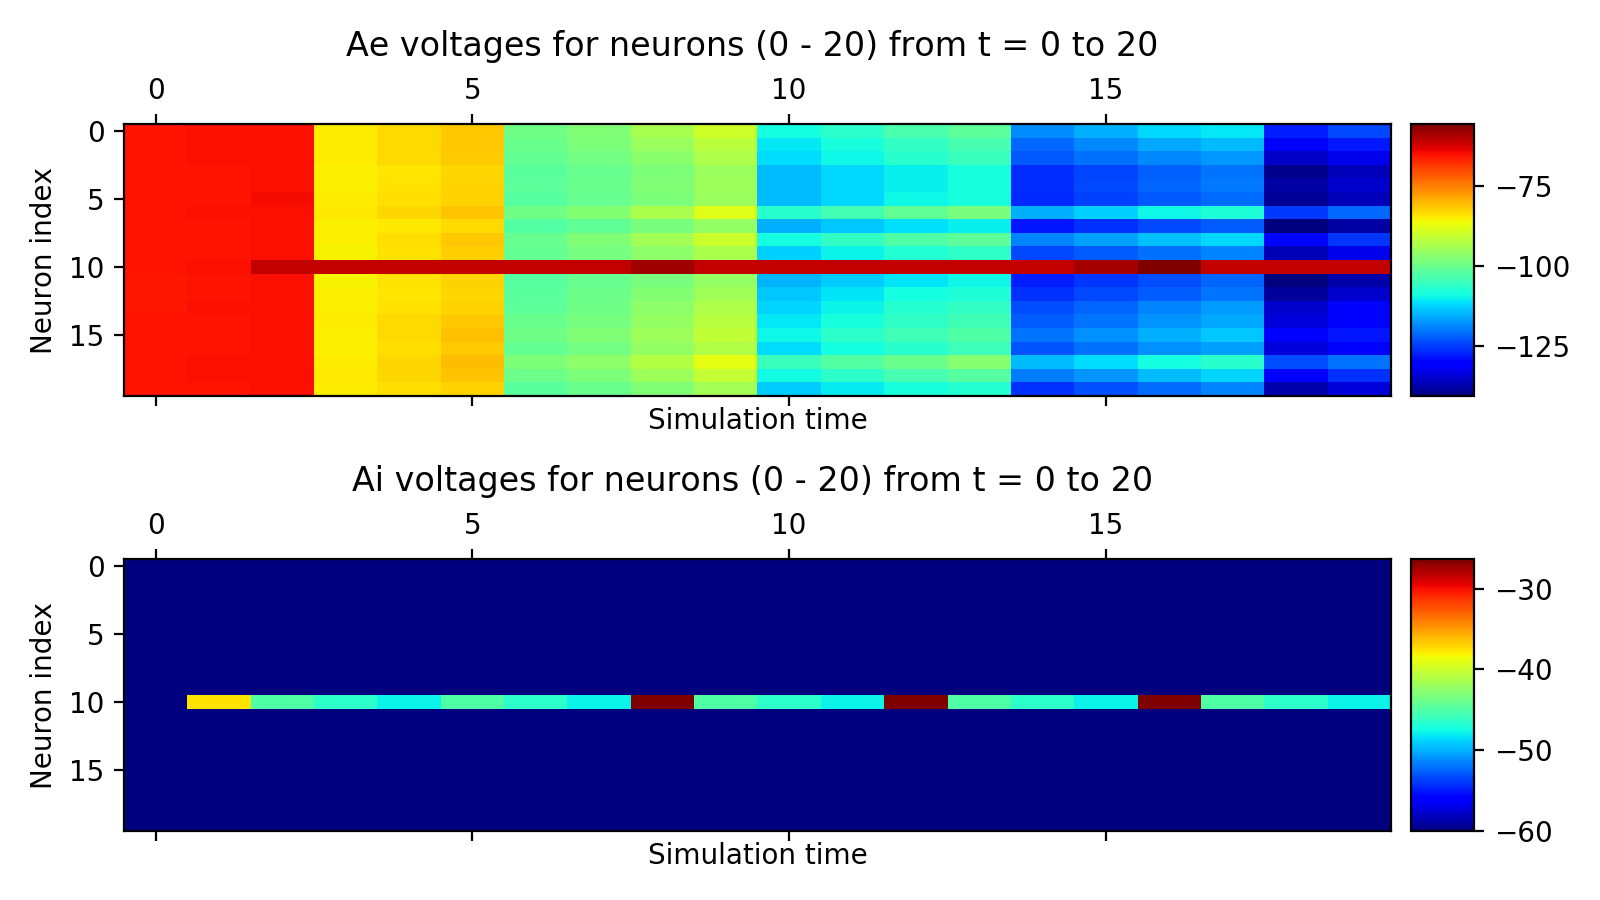 Ae voltages for neurons (0 - 20) from t = 0 to 20
0 5 10 15
Neuron index
0
5
10
15
−75
−100
−125
Simulation time
Ai voltages for neurons (0 - 20) from t = 0 to 20
0 5 10 15
Neuron index
0
5
10
15
−30
−40
−50
−60
Simulation time